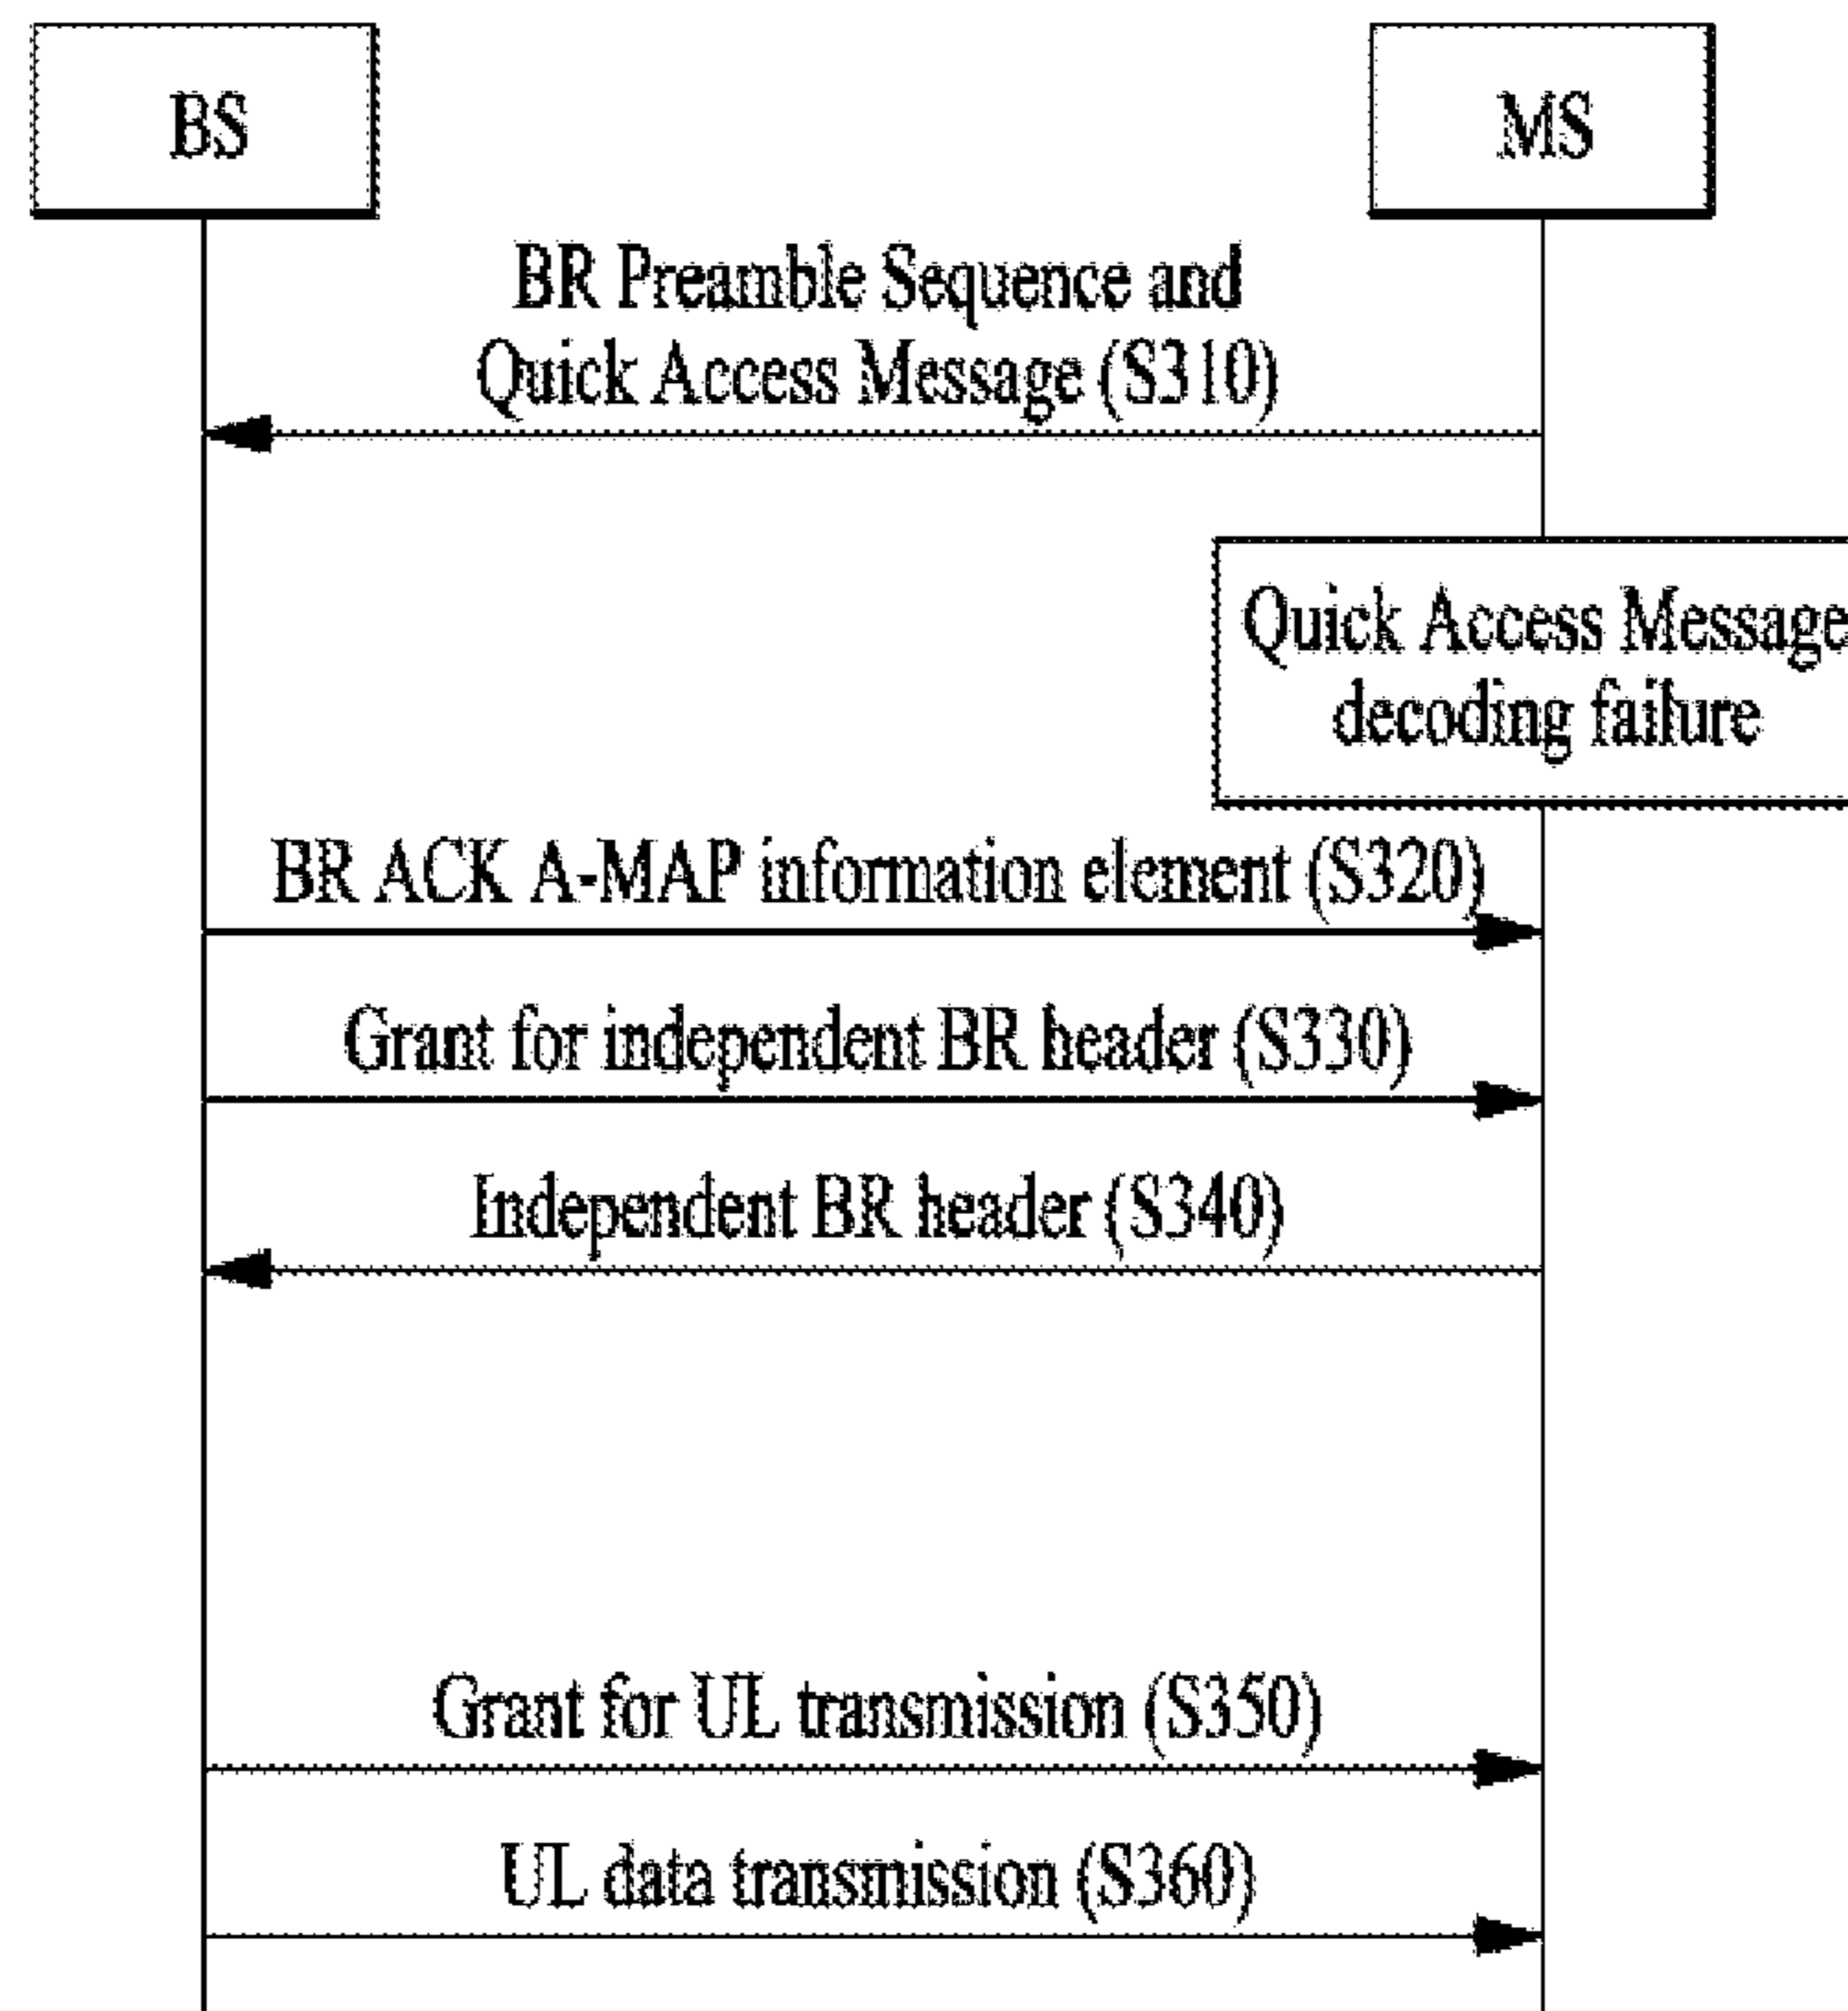 BS
MS
BR Preamble Sequence and
Quick Access Message (S310)
Quick Access Message
decoding failure
BR ACK A-MAP information element (S320)
Grant for independent BR header (S330)
Independent BR header (S340)
Grant for UL transmission (S350)
UL data transmission (S360)